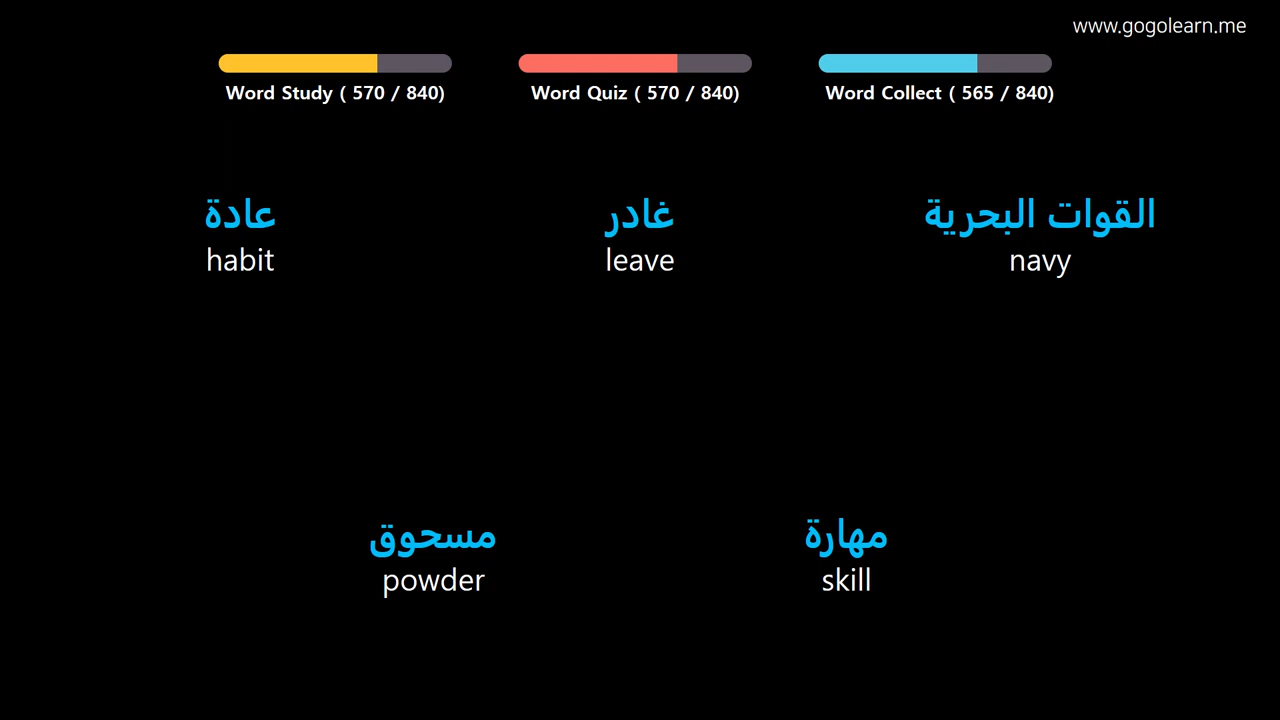 www.gogolearn.me
Word Study ( 570 / 840)
Word Quiz ( 570 / 840)
Word Collect ( 565 / 840)
عادة
habit
غادر
leave
القوات البحرية
navy
مسحوق
powder
مهارة
skill